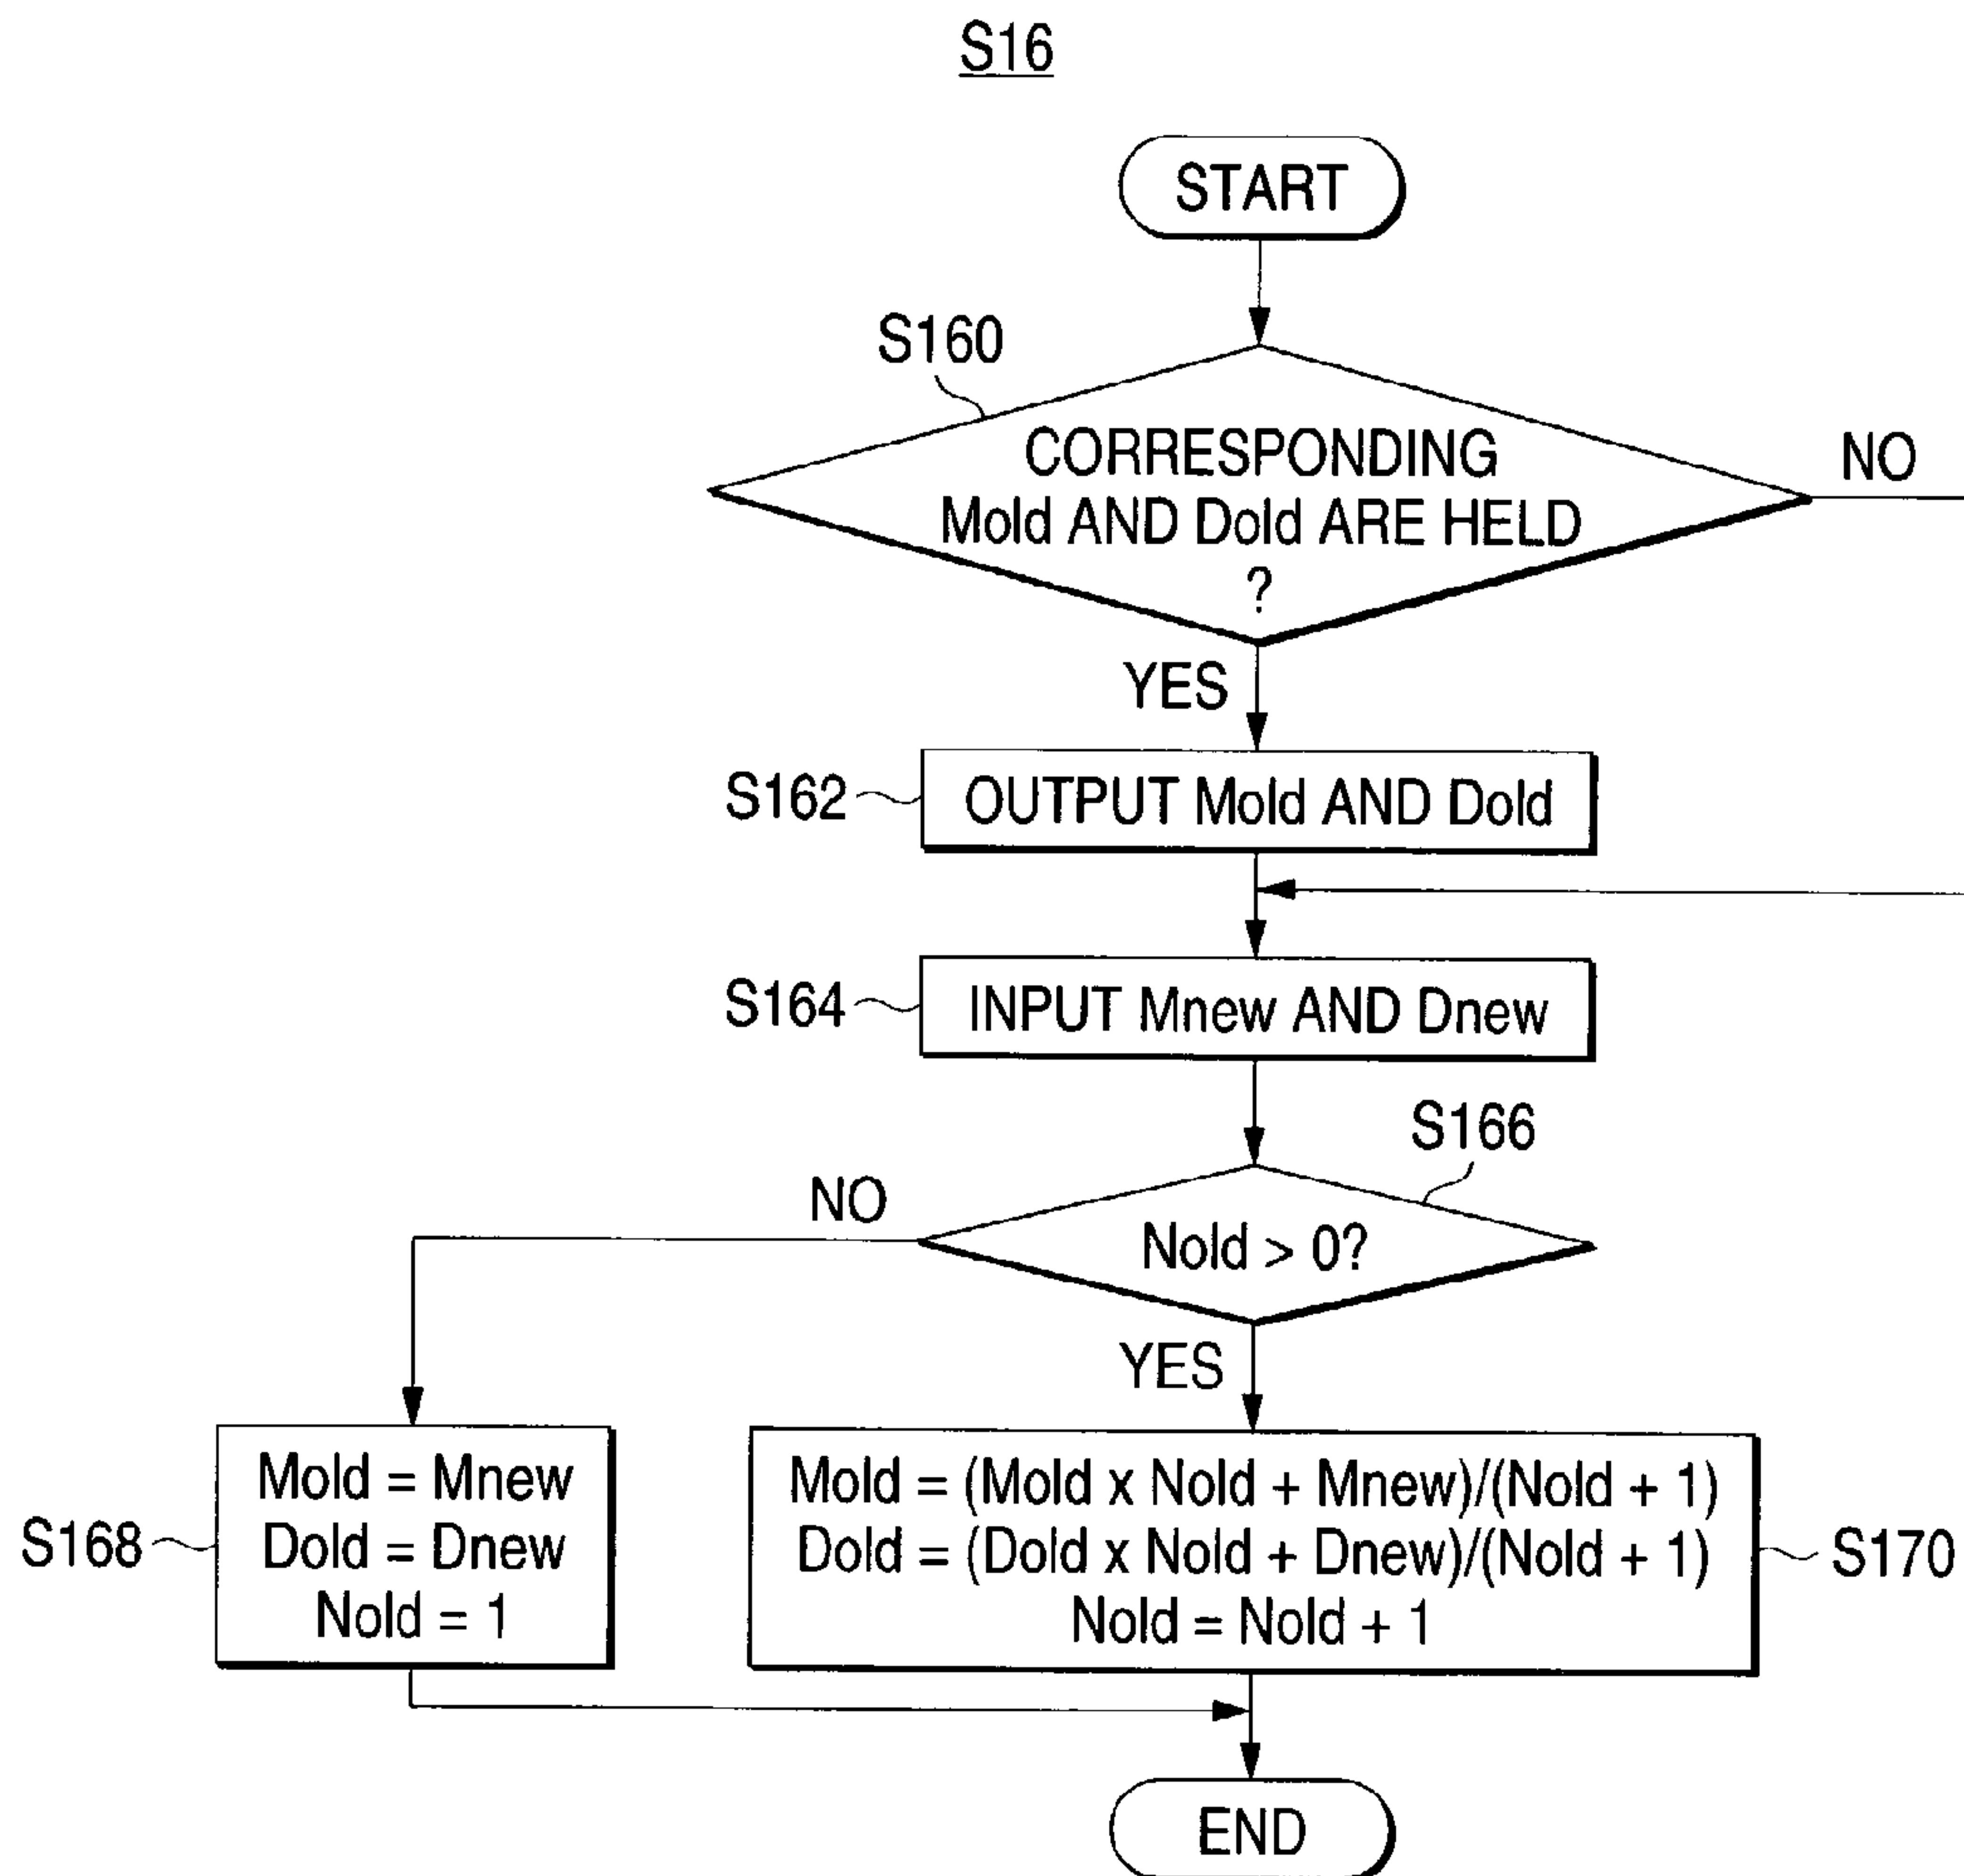 S16
START
S160
CORRESPONDING
Mold AND Dold ARE HELD
?
NO
YES
S162
OUTPUT Mold AND Dold
S164
INPUT Mnew AND Dnew
S166
Nold > 0?
NO
YES
S168
Mold = Mnew
Dold = Dnew
Nold = 1
Mold = (Mold x Nold + Mnew)/(Nold + 1)
Dold = (Dold x Nold + Dnew)/(Nold + 1)
Nold = Nold + 1
S170
END